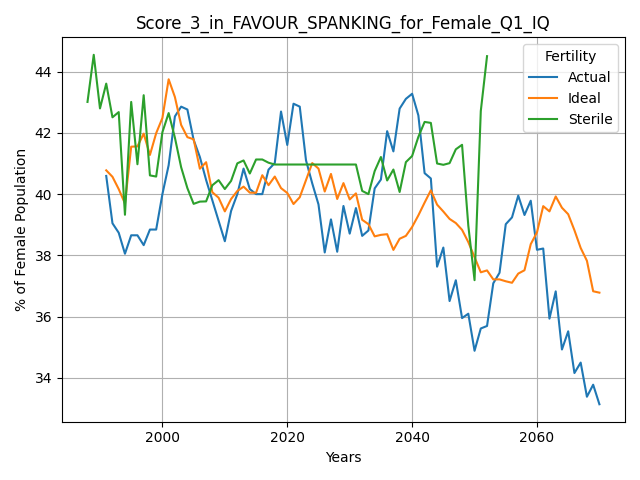 Score_3_in_FAVOUR_SPANKING_for_Female_Q1_IQ
% of Female Population
44
42
40
38
36
34
Fertility
Actual
Ideal
Sterile
2000 2020 2040 2060
Years